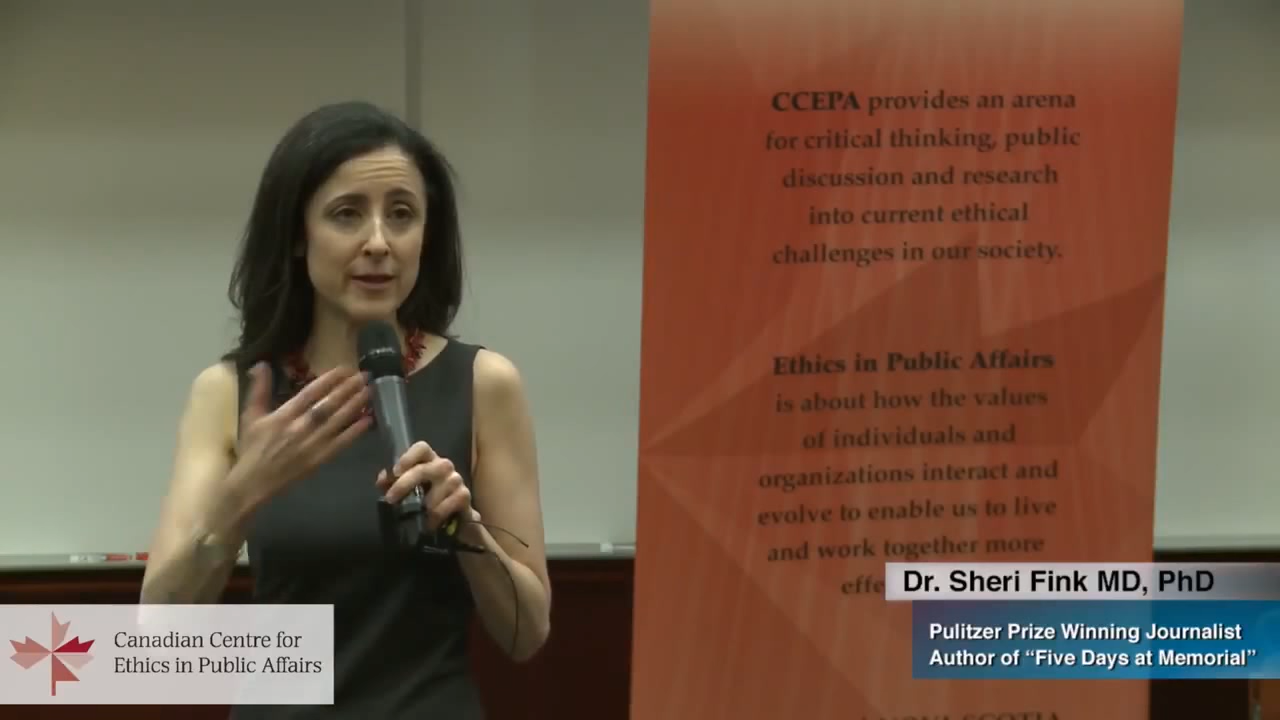 CCEPA provides an arena
for critical thinking, public
discussion and research
into current ethical
challenges in our society.
Ethics in Public Affairs
is about how the values
of individuals and
organizations interact and
evolve to enable us to live
and work together more
Dr. Sheri Fink MD, PhD
Pulitzer Prize Winning Journalist
Author of “Five Days at Memorial”
Canadian Centre for
Ethics in Public Affairs
NOVA SCOTIA